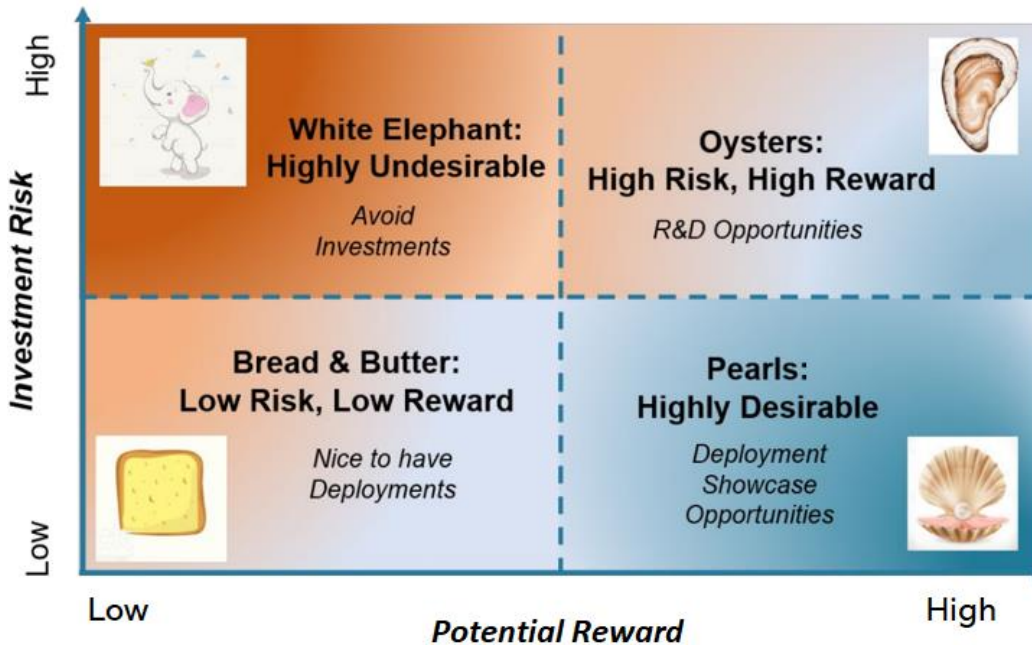 High
White Elephant:
Highly Undesirable
Avoid
Investments
Oysters:
High Risk, High Reward
R&D Opportunities
Investment Risk
Bread & Butter:
Low Risk, Low Reward
Nice to have
Deployments
Pearls:
Highly Desirable
Deployment
Showcase
Opportunities
Low
Low
High
Potential Reward